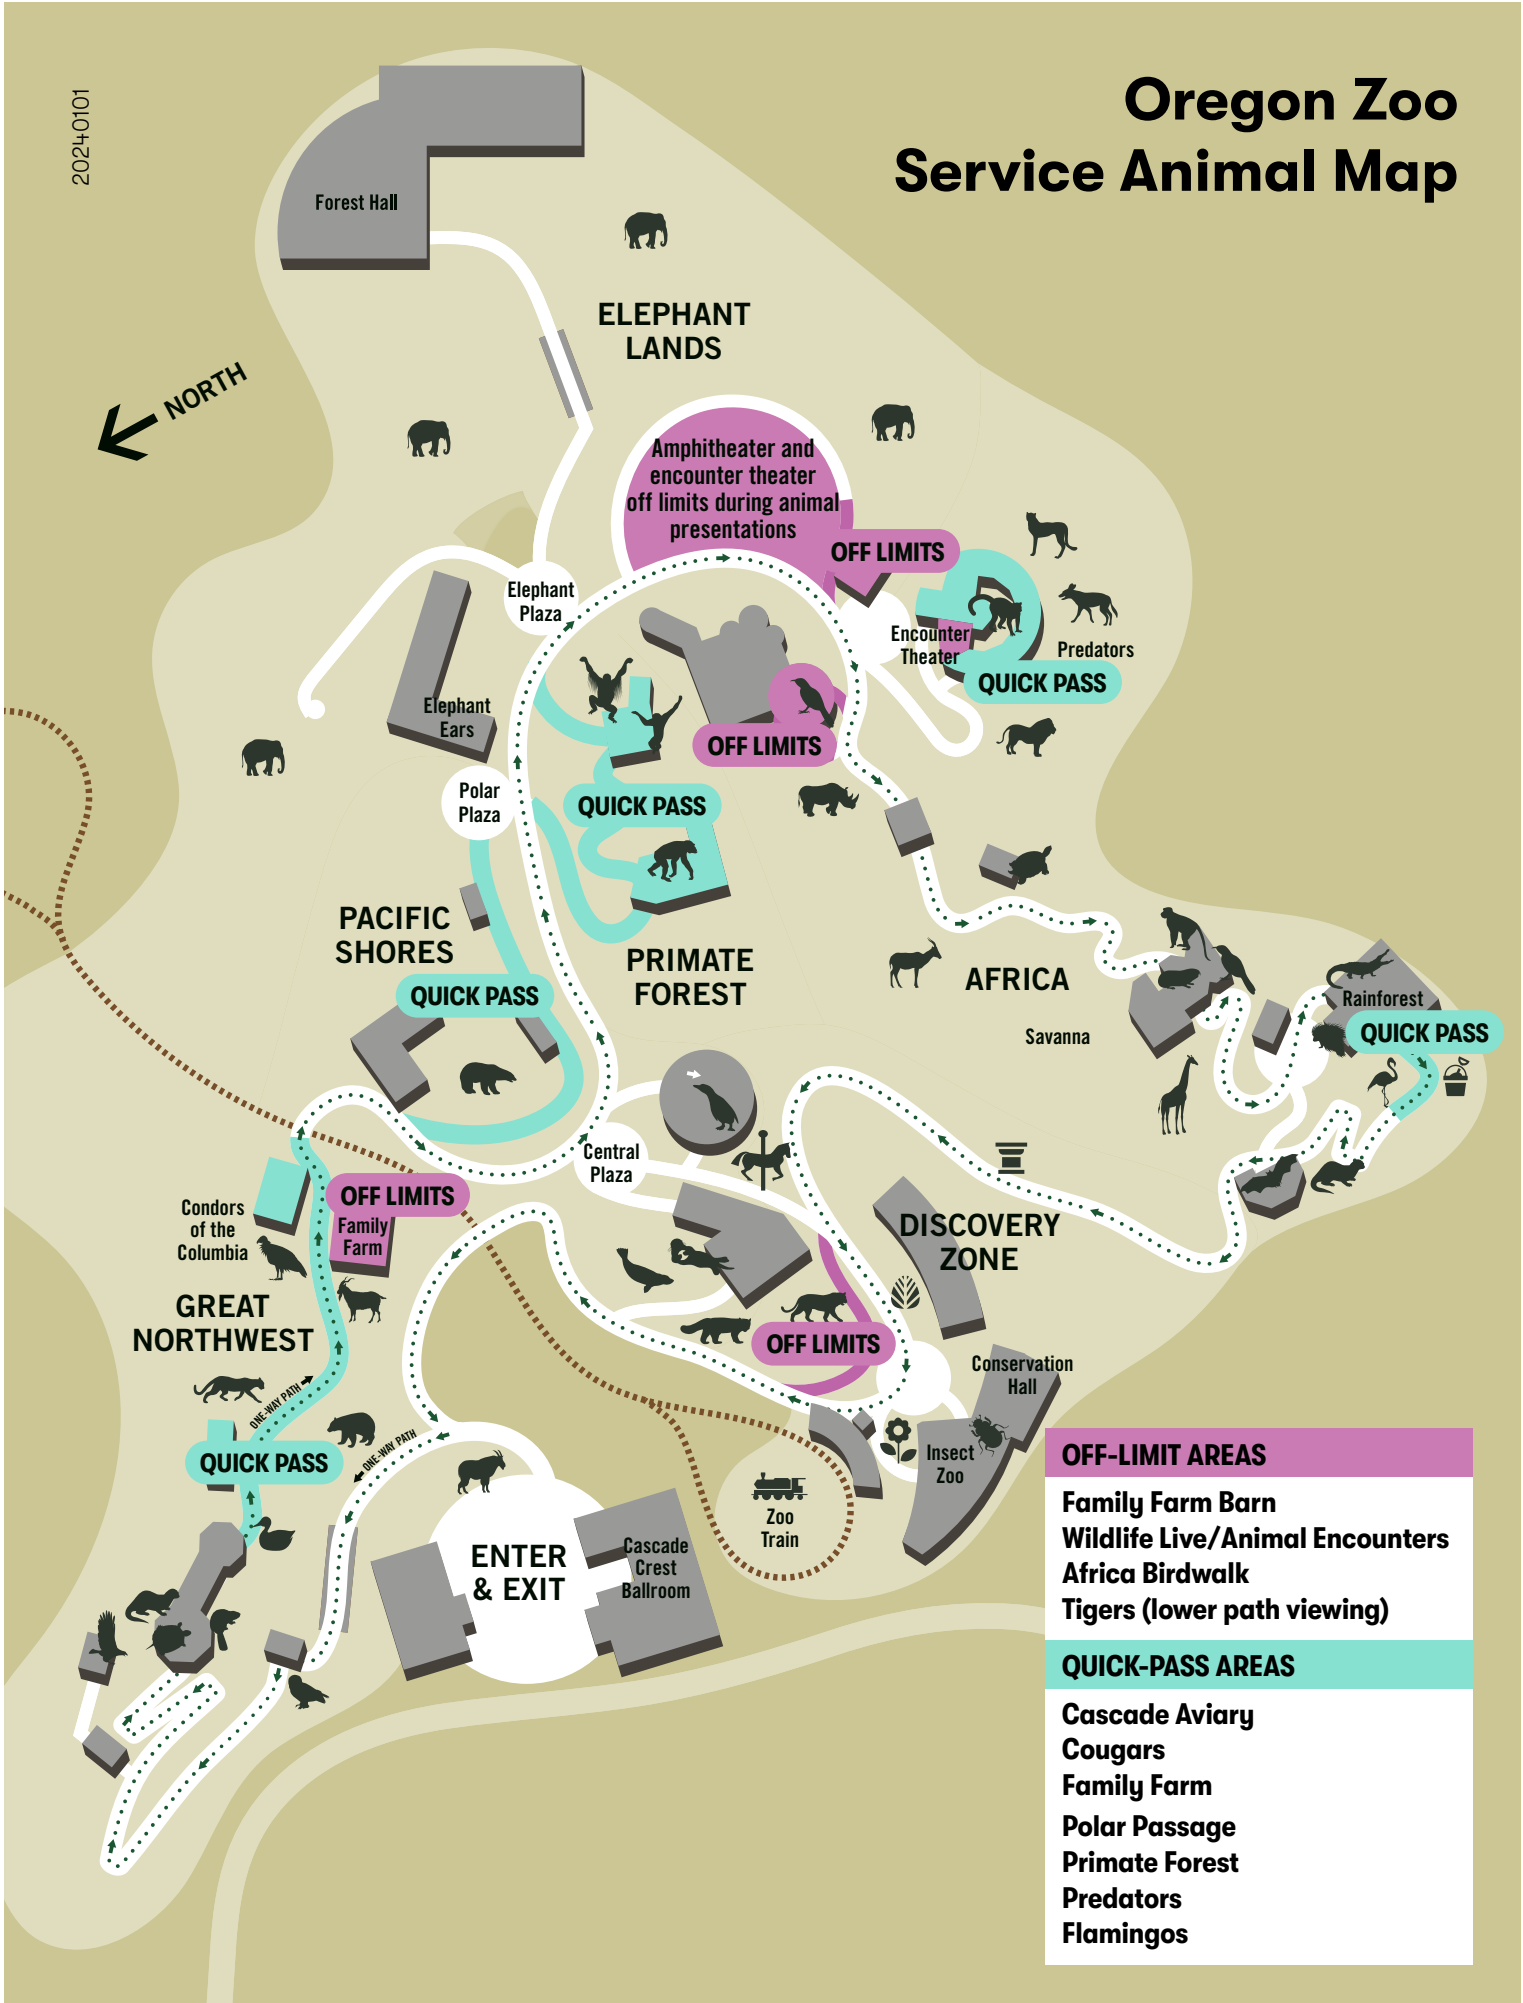 20240101
Oregon Zoo
Service Animal Map
Forest Hall
ELEPHANT
LANDS
NORTH
Amphitheater and
encounter theater
off limits during animal
presentations
OFF LIMITS
Elephant
Plaza
Encounter
Theater
Predators
QUICK PASS
Elephant
Ears
OFF LIMITS
Polar
Plaza
QUICK PASS
PACIFIC
SHORES
QUICK PASS
PRIMATE
FOREST
AFRICA
Savanna
Rainforest
QUICK PASS
Central
Plaza
OFF LIMITS
Family
Farm
Condors
of the
Columbia
DISCOVERY
ZONE
GREAT
NORTHWEST
OFF LIMITS
Conservation
Hall
ONE-WAY PATH
ONE-WAY PATH
QUICK PASS
Insect
Zoo
Zoo
Train
ENTER
& EXIT
Cascade
Crest
Ballroom
OFF-LIMIT AREAS
Family Farm Barn
Wildlife Live/Animal Encounters
Africa Birdwalk
Tigers (lower path viewing)
QUICK-PASS AREAS
Cascade Aviary
Cougars
Family Farm
Polar Passage
Primate Forest
Predators
Flamingos